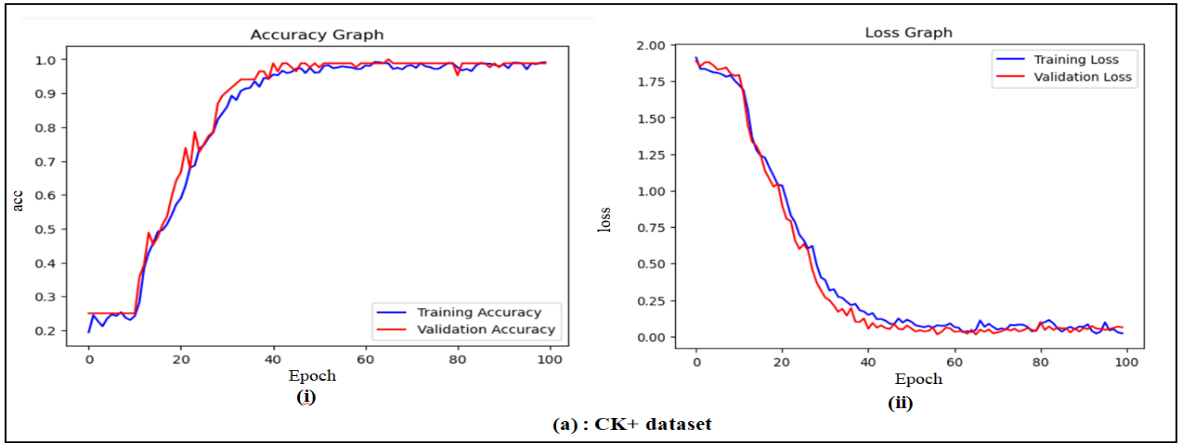 Accuracy Graph
1.0
0.9
0.8
0.7
0.6
0.5
0.4
0.3
0.2
acc
Training Accuracy
Validation Accuracy
0 20 40 60 80 100
Epoch
(i)
Loss Graph
2.00
1.75
1.50
1.25
1.00
0.75
0.50
0.25
0.00
loss
Training Loss
Validation Loss
0 20 40 60 80 100
Epoch
(ii)
(a) : CK+ dataset